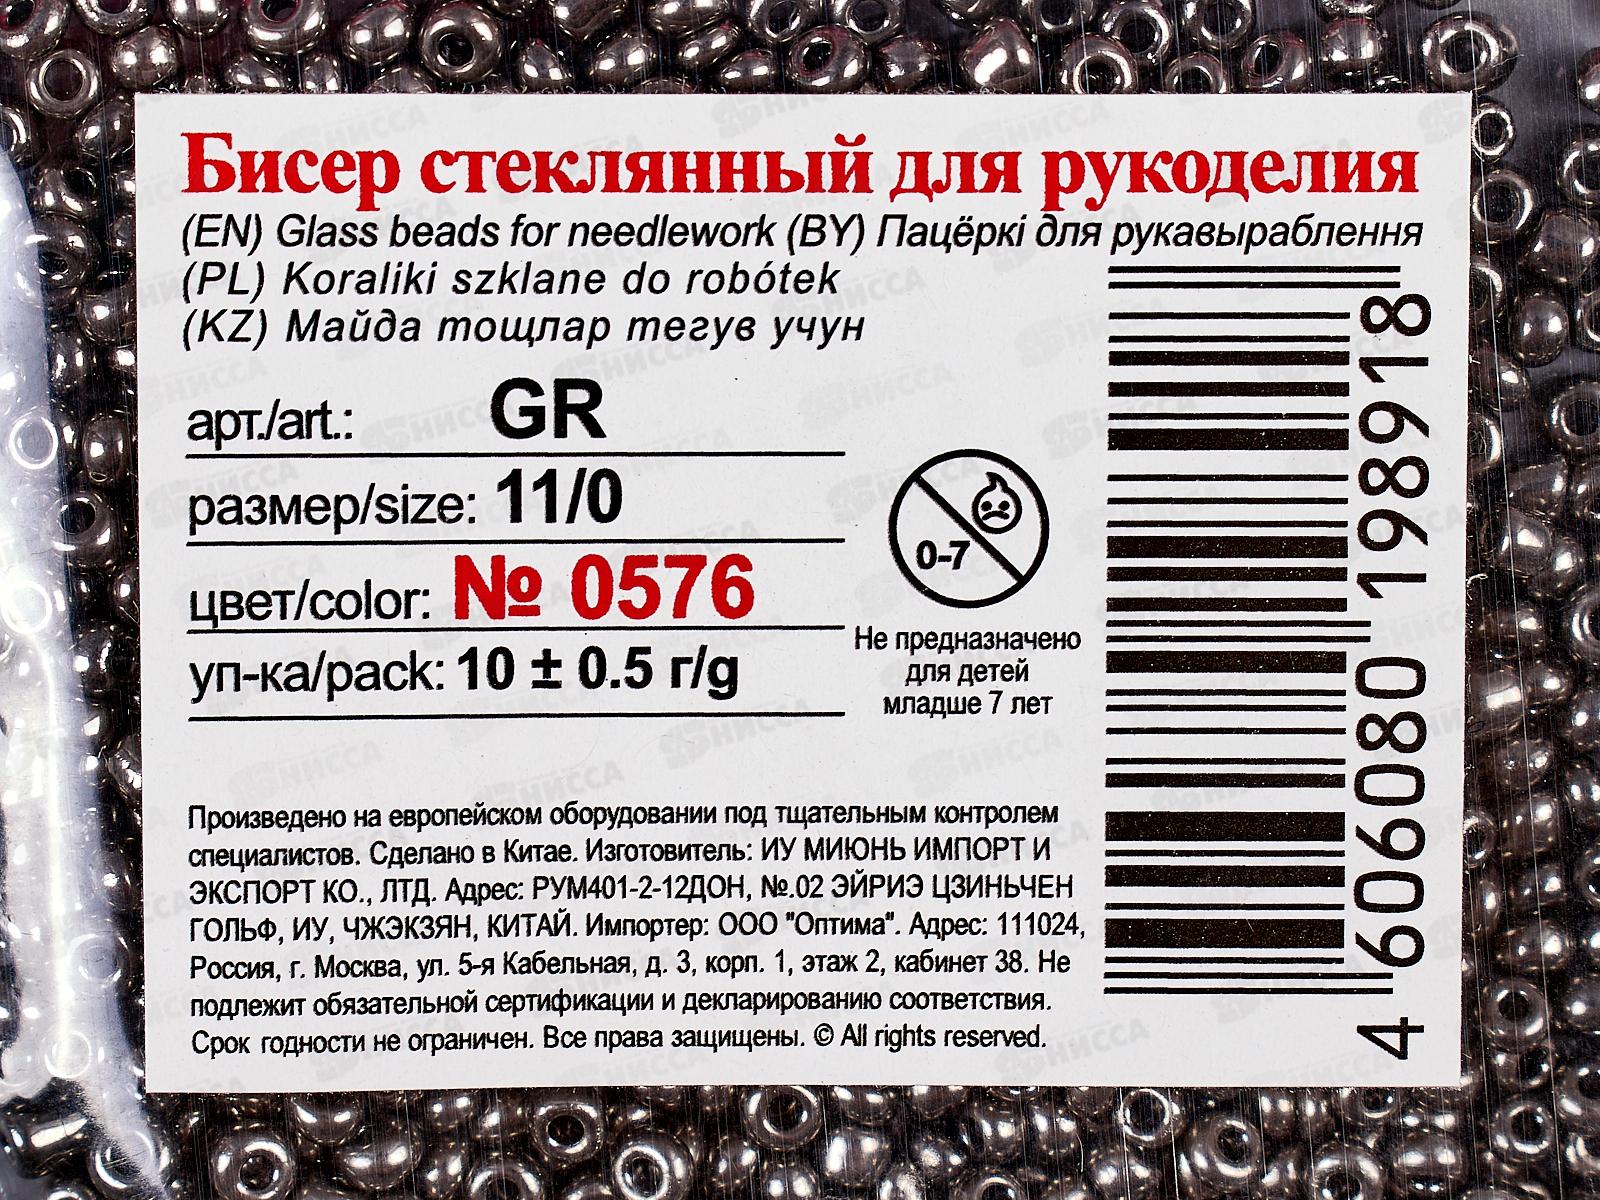 Бисер стеклянный для рукоделия
(EN) Glass beads for needlework (BY) Пацёркі для рукавыраблення
(PL) Koraliki szklane do robótek
(KZ) Майда тощлар тегув учун
арт./art.: GR
размер/size: 11/0
цвет/color: № 0576
уп-ка/pack: 10 ± 0.5 г/g
0-7
Не предназначено
для детей
младше 7 лет
Произведено на европейском оборудовании под тщательным контролем
специалистов. Сделано в Китае. Изготовитель: ИУ МИЮНЬ ИМПОРТ И
ЭКСПОРТ КО., ЛТД. Адрес: РУМ401-2-12ДОН, №.02 ЭЙРИЭ ЦЗИНЬЧЕН
ГОЛЬФ, ИУ, ЧЖЭКЗЯН, КИТАЙ. Импортер: ООО "Оптима". Адрес: 111024,
Россия, г. Москва, ул. 5-я Кабельная, д. 3, корп. 1, этаж 2, кабинет 38. Не
подлежит обязательной сертификации и декларированию соответствия.
Срок годности не ограничен. Все права защищены. © All rights reserved.
4 606080 198918
НИССА